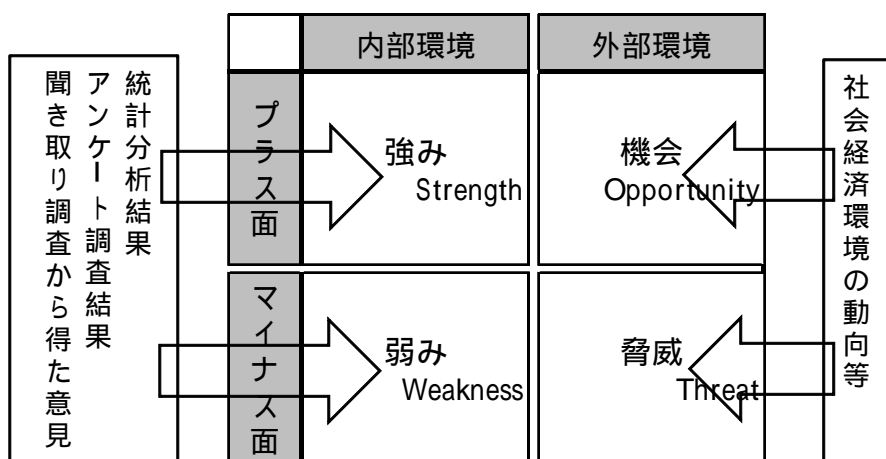 内部環境
外部環境
統計分析結果
アンケート調査結果
聞き取り調査から得た意見
プラス面
強み
Strength
機会
Opportunity
マイナス面
弱み
Weakness
脅威
Threat
社会経済環境の動向等